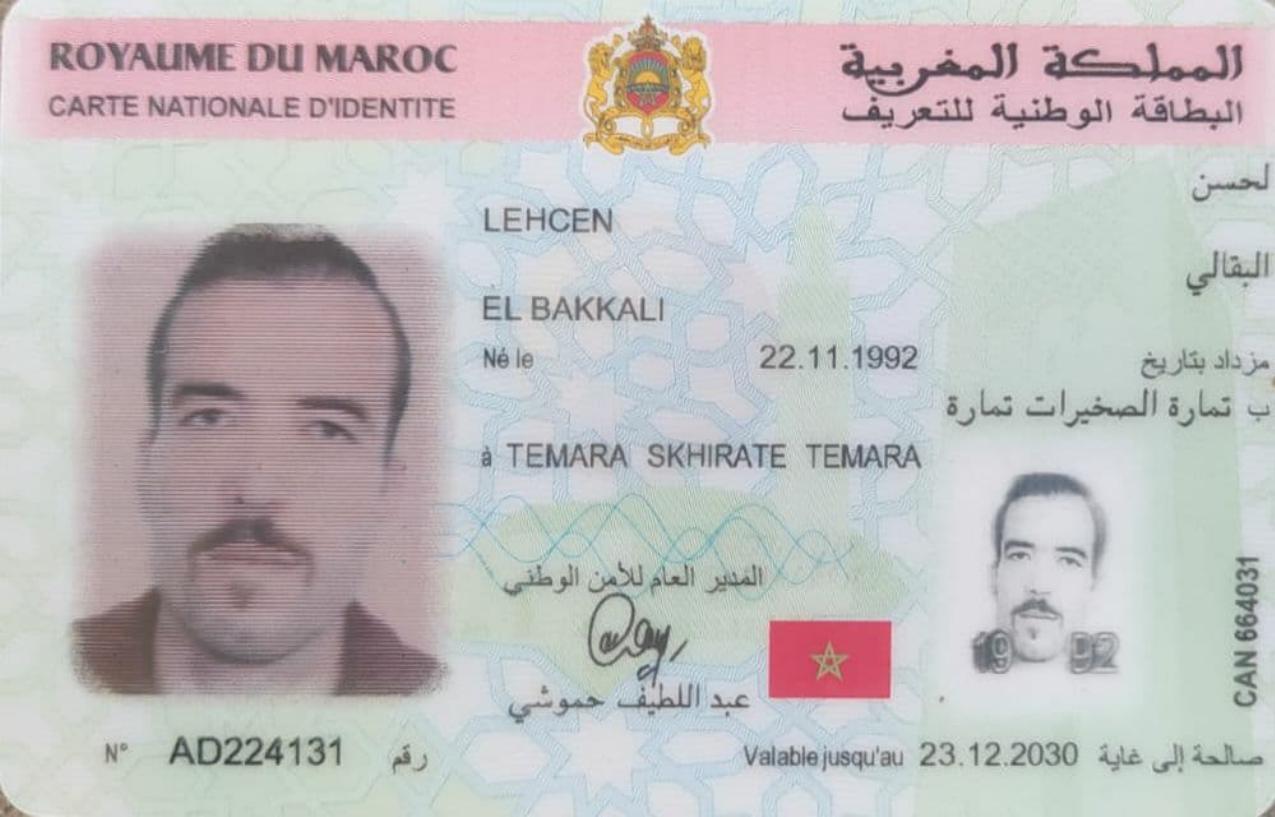 ROYAUME DU MAROC
المملكة المغربية
CARTE NATIONALE D'IDENTITE
البطاقة الوطنية للتعريف
لحسن
LEHCEN
البقالي
EL BAKKALI
Né le 22.11.1992 مزداد بتاريخ
ب تمارة الصخيرات تمارة
à TEMARA SKHIRATE TEMARA
المدير العام للأمن الوطني
عبد اللطيف حموشي
19 92
CAN 664031
N° AD224131 رقم
Valable jusqu'au 23.12.2030 صالحة إلى غاية